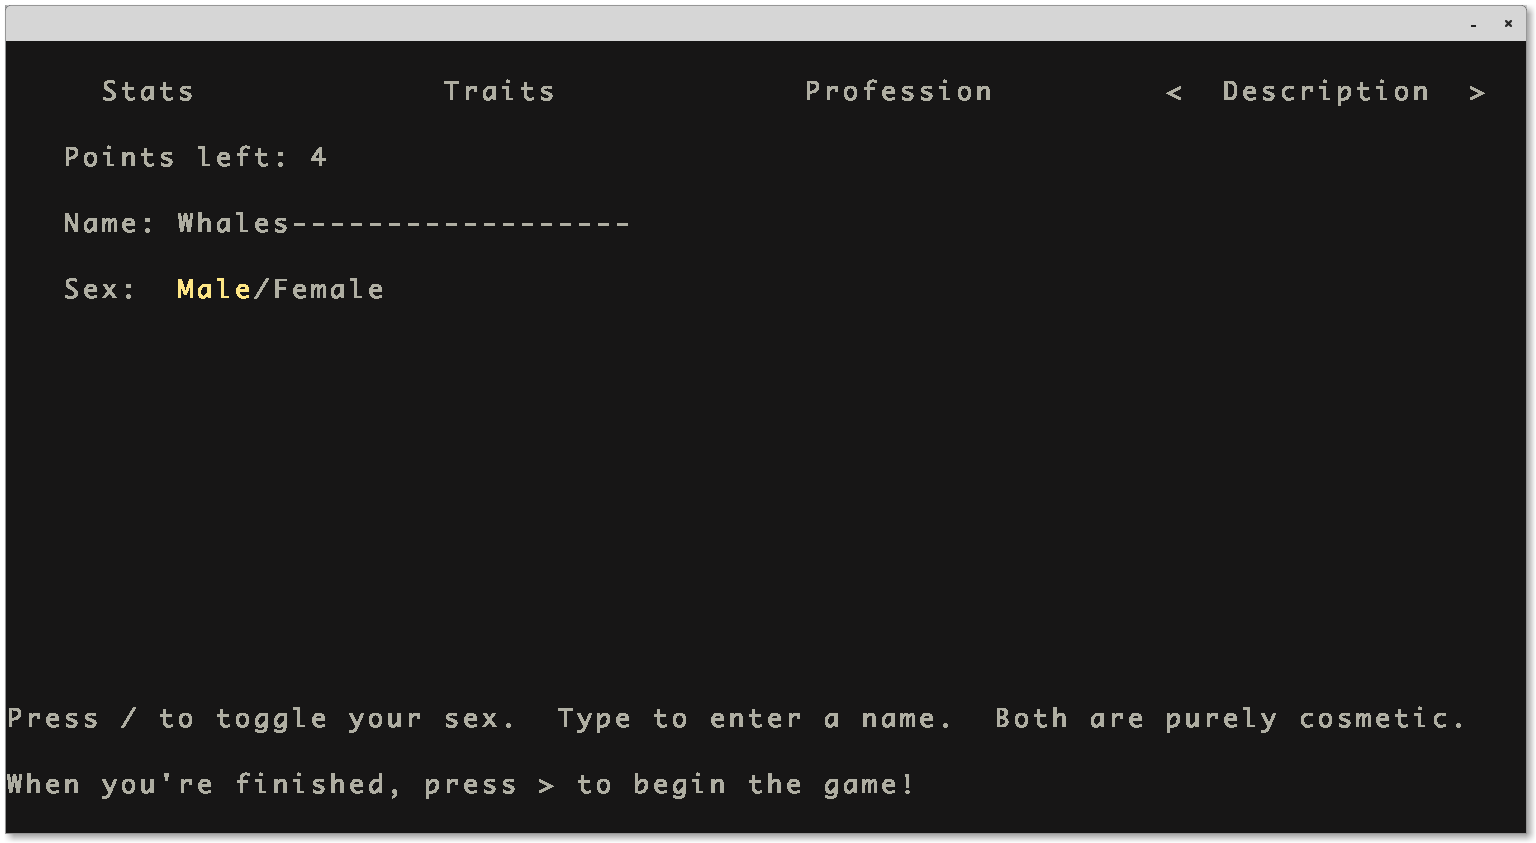 Stats Traits Profession < Description >
Points left: 4
Name: Whales------------------
Sex: Male/Female
Press / to toggle your sex. Type to enter a name. Both are purely cosmetic.
When you're finished, press > to begin the game!